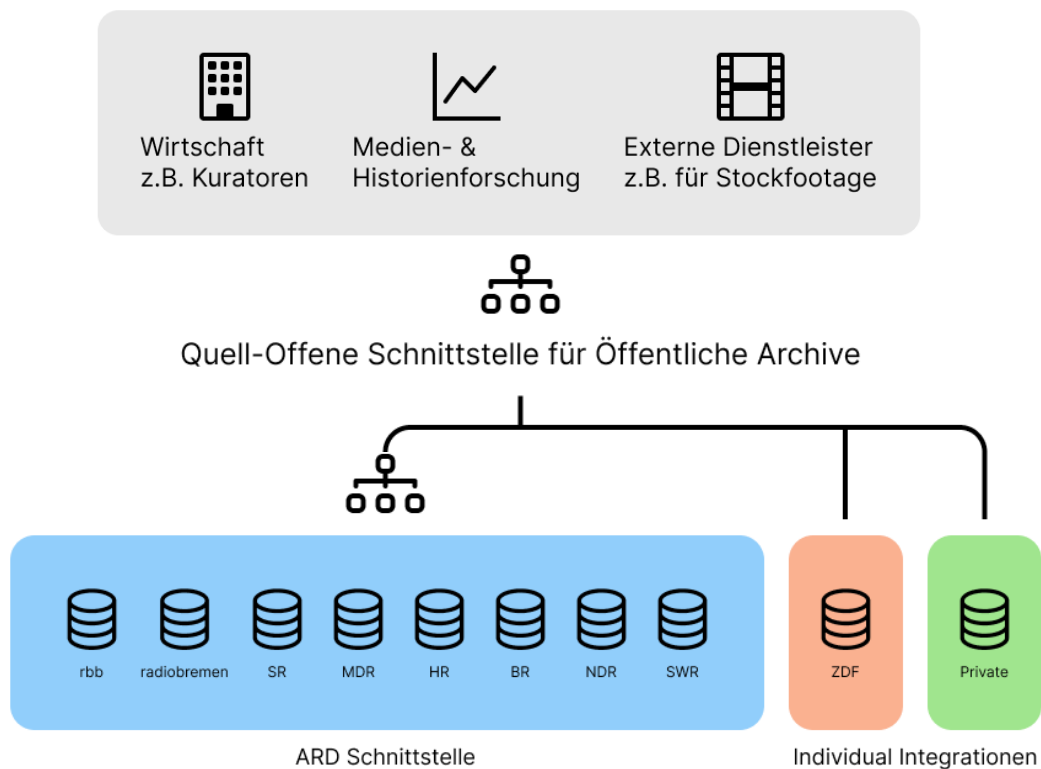 Wirtschaft
z.B. Kuratoren
Medien- &
Historienforschung
Externe Dienstleister
z.B. für Stockfootage
Quell-Offene Schnittstelle für Öffentliche Archive
rbb
radiobremen
SR
MDR
HR
BR
NDR
SWR
ZDF
Private
ARD Schnittstelle
Individual Integrationen